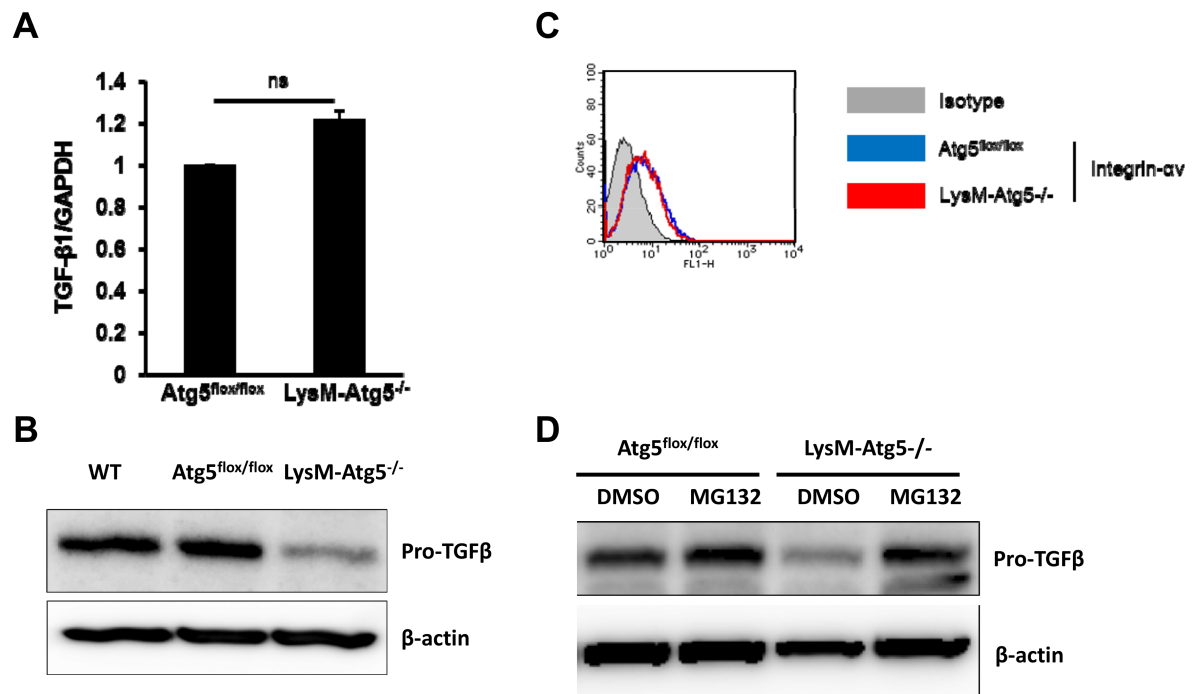 A
ns
1.4
1.2
1
0.8
0.6
0.4
0.2
0
TGF-β1/GAPDH
Atg5flox/flox LysM-Atg5-/-
C
100
80
60
40
20
0
Counts
10⁰ 10¹ 10² 10³ 10⁴
FL1-H
Isotype
Atg5flox/flox
LysM-Atg5-/-
Integrin-αv
B
WT Atg5flox/flox LysM-Atg5-/-
Pro-TGFβ
β-actin
D
Atg5flox/flox LysM-Atg5-/-
DMSO MG132 DMSO MG132
Pro-TGFβ
β-actin